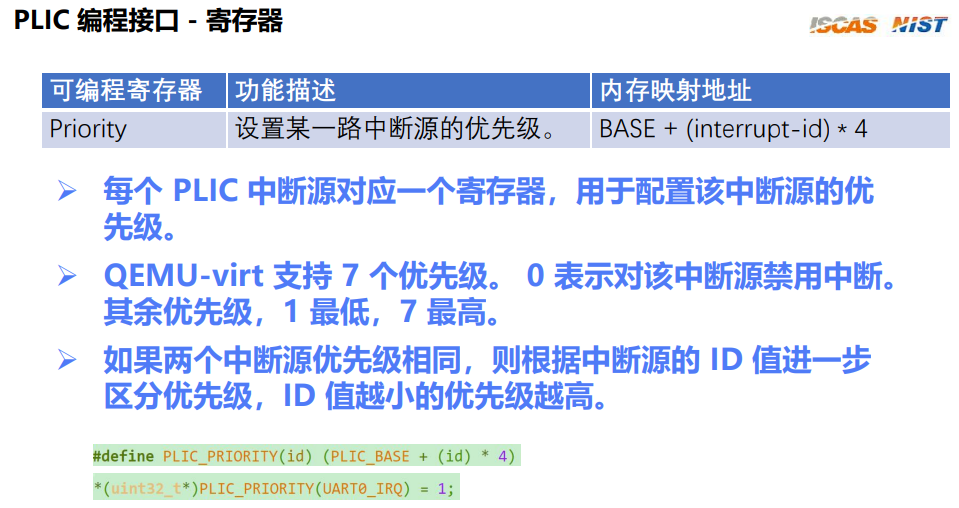 PLIC 编程接口 - 寄存器
ISCAS NIST
可编程寄存器 功能描述 内存映射地址
Priority 设置某一路中断源的优先级。 BASE + (interrupt-id) * 4
➢ 每个 PLIC 中断源对应一个寄存器，用于配置该中断源的优
先级。
➢ QEMU-virt 支持 7 个优先级。 0 表示对该中断源禁用中断。
其余优先级，1 最低，7 最高。
➢ 如果两个中断源优先级相同，则根据中断源的 ID 值进一步
区分优先级，ID 值越小的优先级越高。
#define PLIC_PRIORITY(id) (PLIC_BASE + (id) * 4)
*(uint32_t*)PLIC_PRIORITY(UART0_IRQ) = 1;